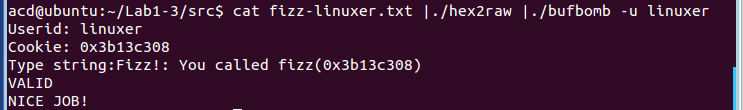 acd@ubuntu:~/Lab1-3/src$ cat fizz-linuxer.txt |./hex2raw |./bufbomb -u linuxer
Userid: linuxer
Cookie: 0x3b13c308
Type string:Fizz!: You called fizz(0x3b13c308)
VALID
NICE JOB!